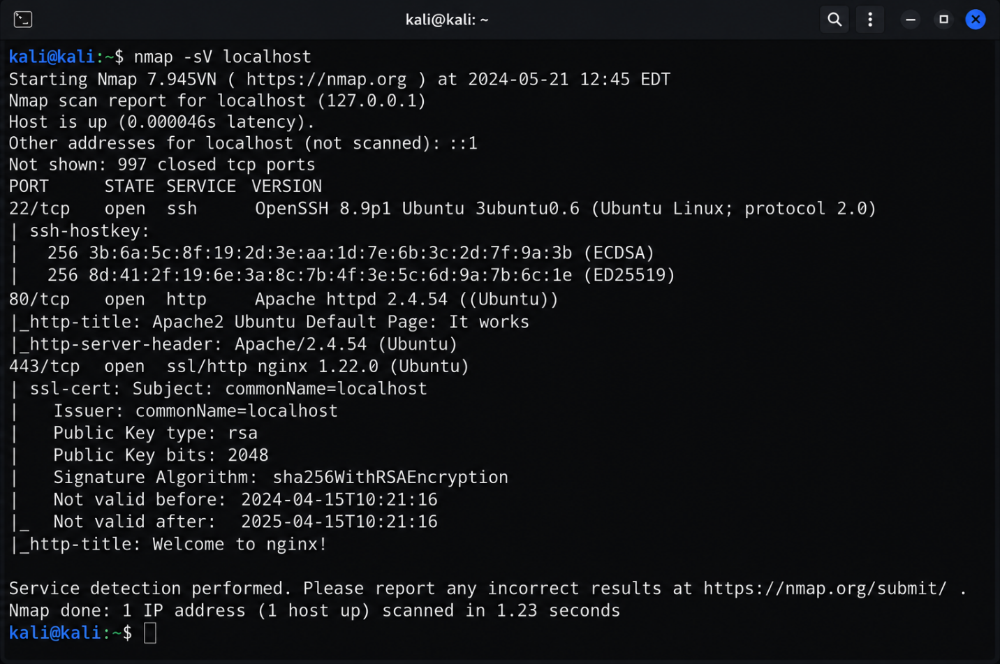 kali@kali: ~
kali@kali:~$ nmap -sV localhost
Starting Nmap 7.945VN ( https://nmap.org ) at 2024-05-21 12:45 EDT
Nmap scan report for localhost (127.0.0.1)
Host is up (0.000046s latency).
Other addresses for localhost (not scanned): ::1
Not shown: 997 closed tcp ports
PORT     STATE SERVICE  VERSION
22/tcp   open  ssh      OpenSSH 8.9p1 Ubuntu 3ubuntu0.6 (Ubuntu Linux; protocol 2.0)
| ssh-hostkey:
|   256 3b:6a:5c:8f:19:2d:3e:aa:1d:7e:6b:3c:2d:7f:9a:3b (ECDSA)
|   256 8d:41:2f:19:6e:3a:8c:7b:4f:3e:5c:6d:9a:7b:6c:1e (ED25519)
80/tcp   open  http     Apache httpd 2.4.54 ((Ubuntu))
|_http-title: Apache2 Ubuntu Default Page: It works
|_http-server-header: Apache/2.4.54 (Ubuntu)
443/tcp  open  ssl/http nginx 1.22.0 (Ubuntu)
| ssl-cert: Subject: commonName=localhost
|   Issuer: commonName=localhost
|   Public Key type: rsa
|   Public Key bits: 2048
|   Signature Algorithm: sha256WithRSAEncryption
|   Not valid before: 2024-04-15T10:21:16
|_  Not valid after:  2025-04-15T10:21:16
|_http-title: Welcome to nginx!
Service detection performed. Please report any incorrect results at https://nmap.org/submit/ .
Nmap done: 1 IP address (1 host up) scanned in 1.23 seconds
kali@kali:~$